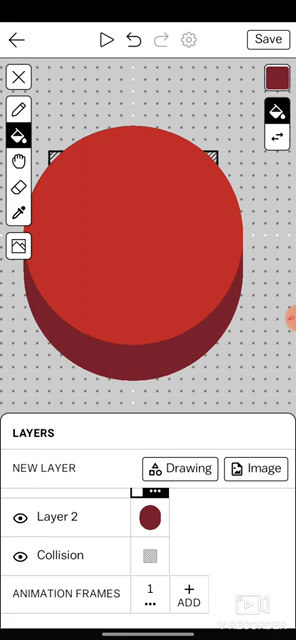 Save
LAYERS
NEW LAYER
Drawing
Image
Layer 2
Collision
ANIMATION FRAMES
1
ADD